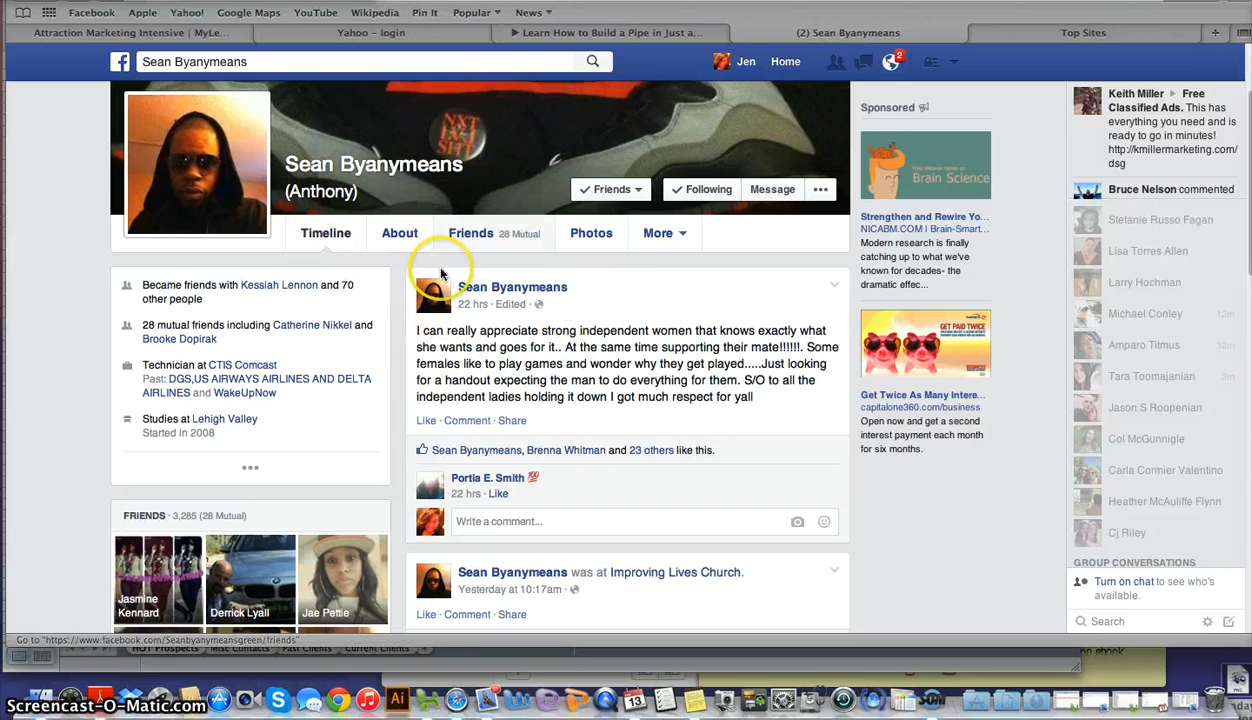 Facebook Apple Yahoo! Google Maps YouTube Wikipedia Pin It Popular News
Attraction Marketing Intensive | MyLe... Yahoo - login Learn How to Build a Pipe in Just a... (2) Sean Byanymeans Top Sites +
Sean Byanymeans Jen Home 2
Sean Byanymeans
(Anthony)
Friends Following Message
Timeline About Friends 28 Mutual Photos More
Became friends with Kessiah Lennon and 70
other people
28 mutual friends including Catherine Nikkel and
Brooke Dopirak
Technician at CTIS Comcast
Past: DGS,US AIRWAYS AIRLINES AND DELTA
AIRLINES and WakeUpNow
Studies at Lehigh Valley
Started in 2008
FRIENDS · 3,285 (28 Mutual)
Jasmine
Kennard
Derrick Lyall
Jae Pettie
Sean Byanymeans
22 hrs · Edited ·
I can really appreciate strong independent women that knows exactly what
she wants and goes for it.. At the same time supporting their mate!!!!!!. Some
females like to play games and wonder why they get played.....Just looking
for a handout expecting the man to do everything for them. S/O to all the
independent ladies holding it down I got much respect for yall
Like · Comment · Share
Sean Byanymeans, Brenna Whitman and 23 others like this.
Portia E. Smith 💯
22 hrs · Like
Write a comment...
Sean Byanymeans was at Improving Lives Church.
Yesterday at 10:17am ·
Like · Comment · Share
Sponsored
Brain Science
Strengthen and Rewire Yo...
NICABM.COM | Brain-Smart...
Modern research is finally
catching up to what we've
known for decades- the
dramatic effec...
GET PAID TWICE
Get Twice As Many Intere...
capitalone360.com/business
Open now and get a second
interest payment each month
for six months.
Keith Miller ▸ Free
Classified Ads. This has
everything you need and is
ready to go in minutes!
http://kmillermarketing.com/
dsg
Bruce Nelson commented
Stefanie Russo Fagan
Lisa Torres Allen
Larry Hochman
Michael Conley 12m
Amparo Titmus 32m
Tara Toomajanian 3m
Jason S Roepenian
Col McGunnigle
Carla Cormier Valentino
Heather McAuliffe Flynn
Cj Riley
GROUP CONVERSATIONS
Turn on chat to see who's
available.
Search
Go to "https://www.facebook.com/Seanbyanymeansgreen/friends"
HOT Prospects Misc Contacts Past Clients Current Clients
Screencast-O-Matic.com